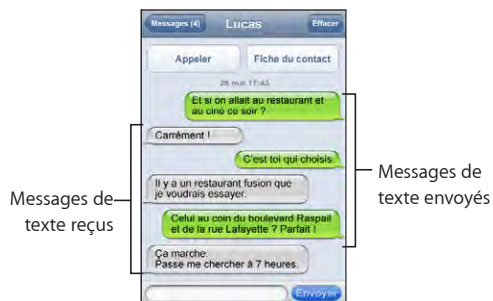 Messages (4) Lucas Effacer
Appeler Fiche du contact
26 mai 17:43
Et si on allait au restaurant et
au ciné ce soir ?
Carrément !
C'est toi qui choisis.
Il y a un restaurant fusion que
je voudrais essayer.
Celui au coin du boulevard Raspail
et de la rue Lafayette ? Parfait !
Ça marche.
Passe me chercher à 7 heures.
Envoyer
Messages de
texte reçus
Messages de
texte envoyés